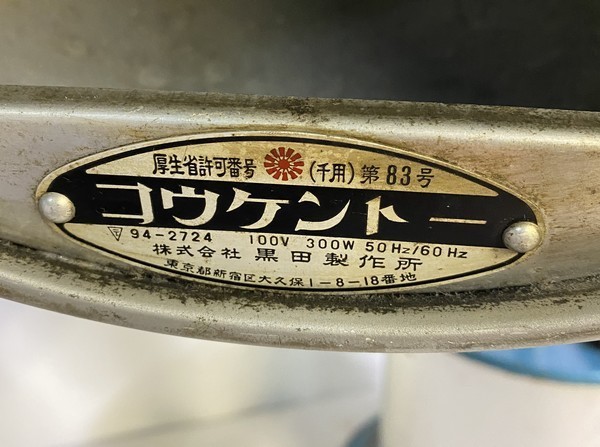 厚生省許可番号 (千用) 第83号
コウケントー
〒 94-2724 100V 300W 50Hz/60Hz
株式会社 黒田製作所
東京都新宿区大久保1-8-18番地